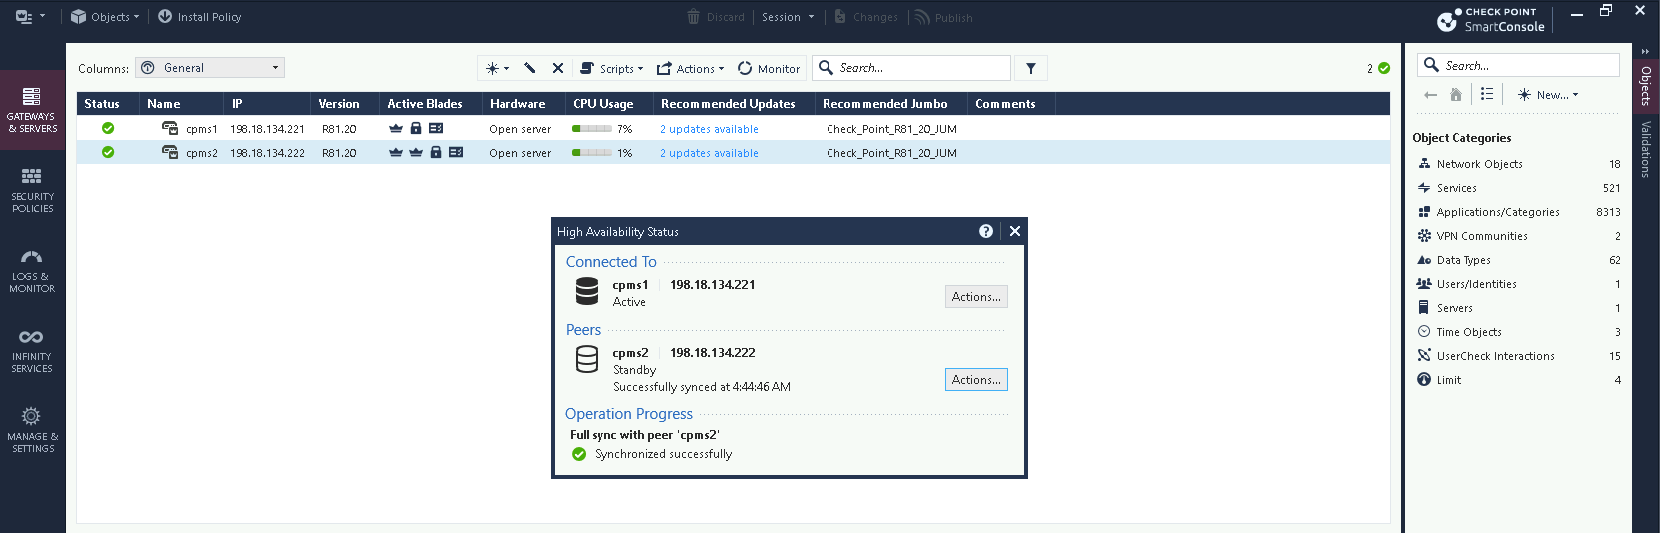 Objects
Install Policy
Discard
Session
Changes
Publish
CHECK POINT
SmartConsole
GATEWAYS
& SERVERS
SECURITY
POLICIES
LOGS &
MONITOR
INFINITY
SERVICES
MANAGE &
SETTINGS
Columns:
General
Scripts
Actions
Monitor
Search...
2
Status Name IP Version Active Blades Hardware CPU Usage Recommended Updates Recommended Jumbo Comments
cpms1 198.18.134.221 R81.20 Open server 7% 2 updates available Check_Point_R81_20_JUM
cpms2 198.18.134.222 R81.20 Open server 1% 2 updates available Check_Point_R81_20_JUM
High Availability Status
Connected To
cpms1 198.18.134.221
Active
Actions...
Peers
cpms2 198.18.134.222
Standby
Successfully synced at 4:44:46 AM
Actions...
Operation Progress
Full sync with peer 'cpms2'
Synchronized successfully
Search...
New...
Object Categories
Network Objects 18
Services 521
Applications/Categories 8313
VPN Communities 2
Data Types 62
Users/Identities 1
Servers 1
Time Objects 3
UserCheck Interactions 15
Limit 4
Objects
Validations